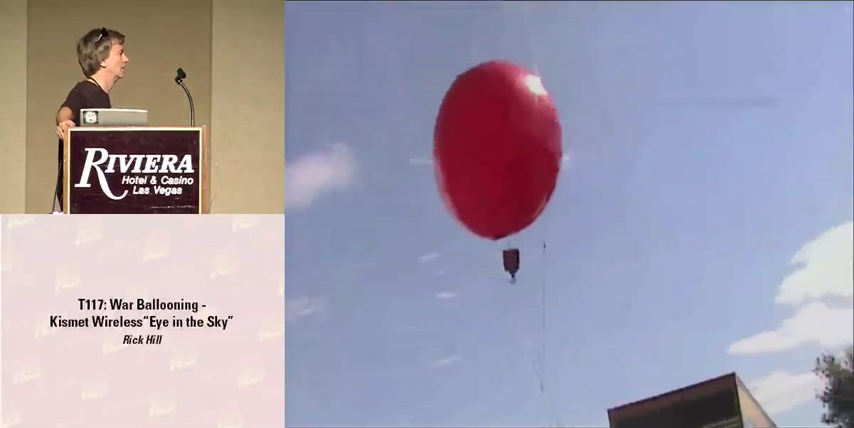 RIVIERA
Hotel & Casino
Las Vegas
T117: War Ballooning -
Kismet Wireless“Eye in the Sky”
Rick Hill